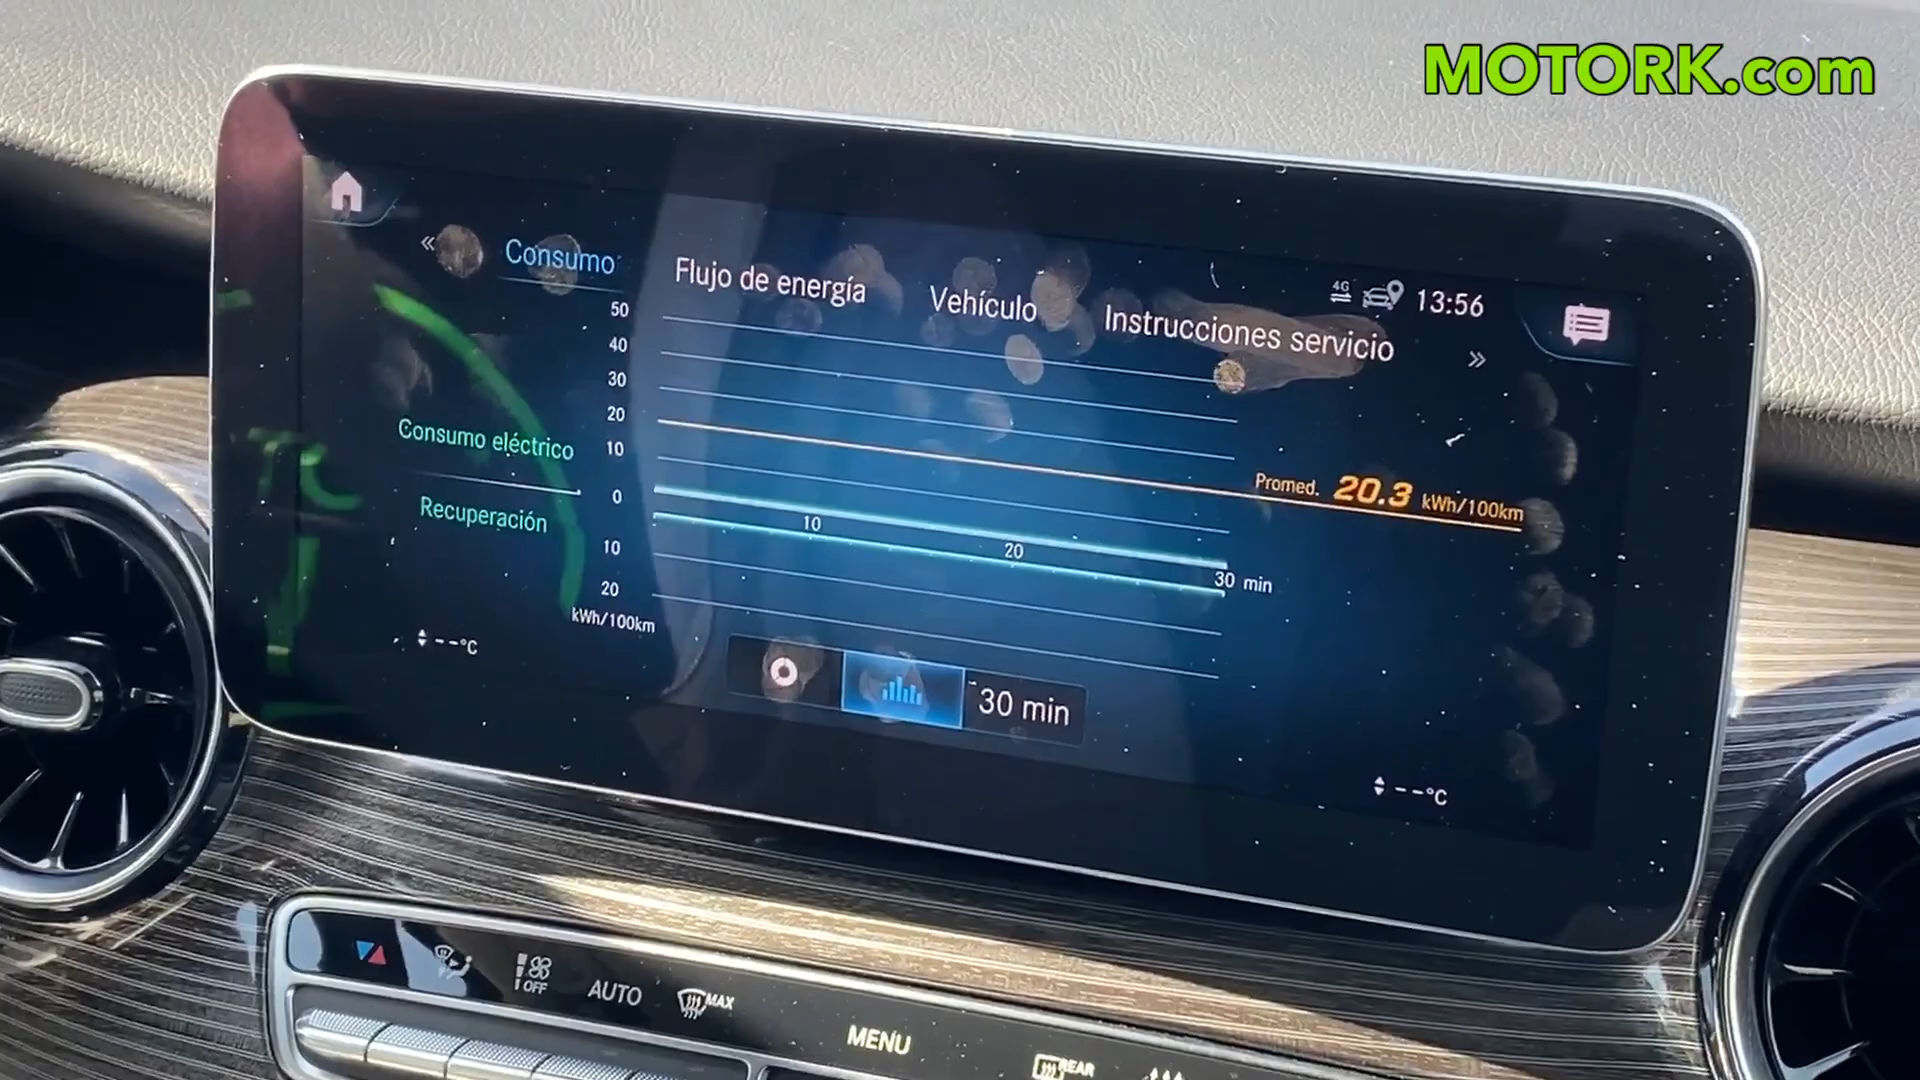 MOTORK.com
Consumo
Flujo de energía
Vehículo
Instrucciones servicio
4G
13:56
50
40
30
20
10
0
10
20
kWh/100km
Consumo eléctrico
Recuperación
Promed. 20.3 kWh/100km
10
20
30 min
--°C
30 min
--°C
OFF
AUTO
MAX
MENU
REAR